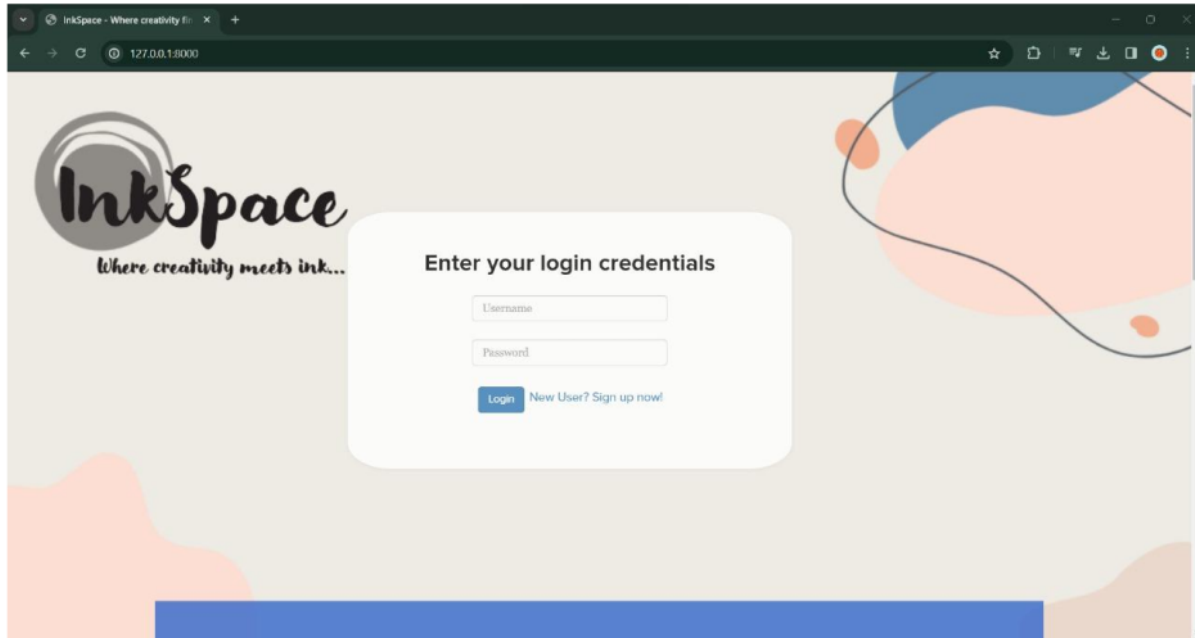 InkSpace - Where creativity fin
127.0.0.1:8000
InkSpace
Where creativity meets ink...
Enter your login credentials
Username
Password
Login New User? Sign up now!